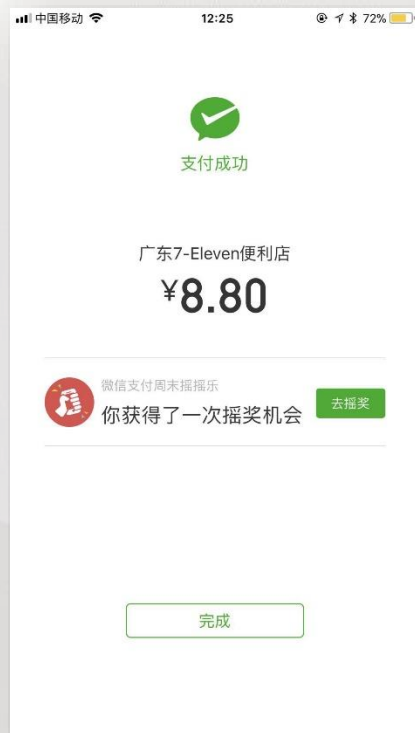 中国移动 12:25 72%
支付成功
广东7-Eleven便利店
¥8.80
微信支付周末摇摇乐
你获得了一次摇奖机会
去摇奖
完成